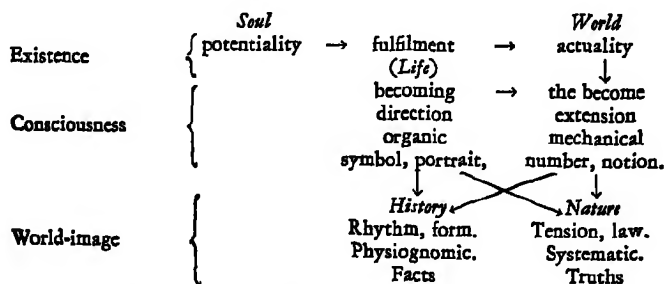 Soul World
Existence { potentiality → fulfilment → actuality
(Life) ↓
Consciousness { becoming → the become
direction extension
organic mechanical
symbol, portrait, number, notion.
History Nature
World-image { Rhythm, form. Tension, law.
Physiognomic. Systematic.
Facts Truths